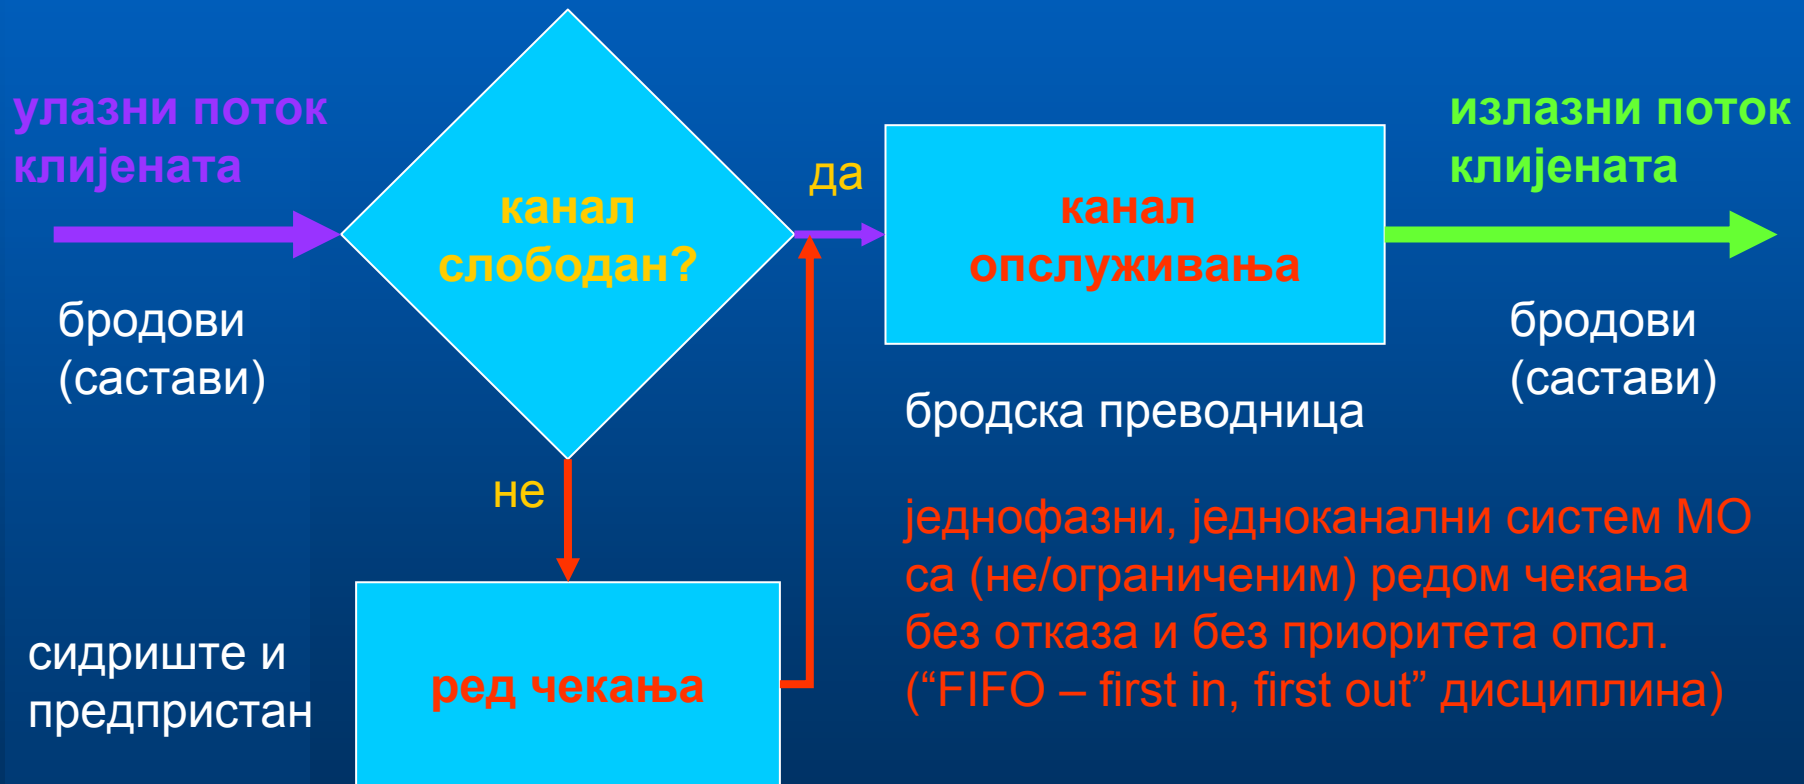 улазни поток
клијената
бродови
(састави)
канал
слободан?
да
не
канал
опслуживања
бродска преводница
излазни поток
клијената
бродови
(састави)
сидриште и
предпристан
ред чекања
једнофазни, једноканални систем МО
са (не/ограниченим) редом чекања
без отказа и без приоритета опсл.
(“FIFO – first in, first out” дисциплина)